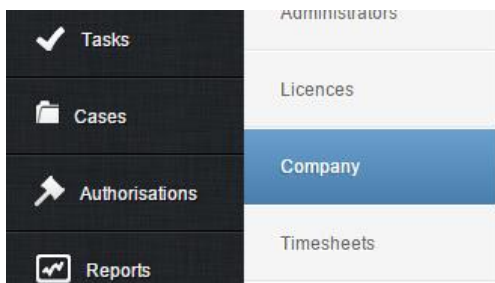 Tasks
Cases
Authorisations
Reports
Administrators
Licences
Company
Timesheets